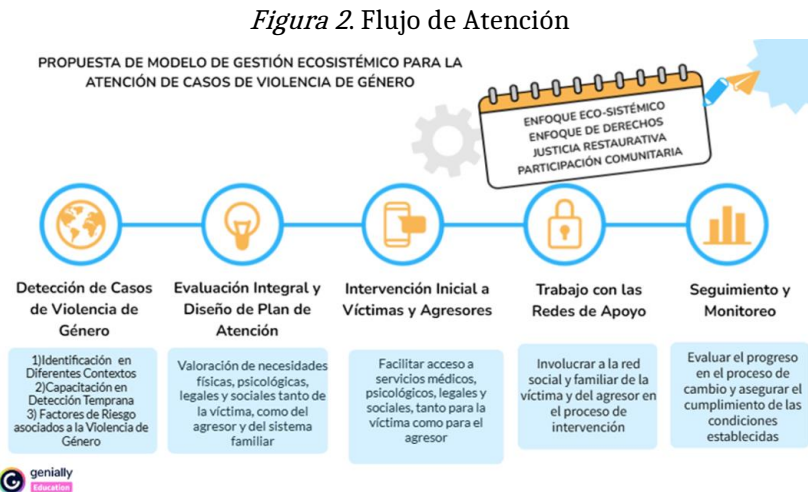 Figura 2. Flujo de Atención
PROPUESTA DE MODELO DE GESTIÓN ECOSISTÉMICO PARA LA
ATENCIÓN DE CASOS DE VIOLENCIA DE GÉNERO
ENFOQUE ECO-SISTÉMICO
ENFOQUE DE DERECHOS
JUSTICIA RESTAURATIVA
PARTICIPACIÓN COMUNITARIA
Detección de Casos
de Violencia de
Género
1)Identificación en
Diferentes Contextos
2)Capacitación en
Detección Temprana
3) Factores de Riesgo
asociados a la Violencia de
Género
Evaluación Integral y
Diseño de Plan de
Atención
Valoración de necesidades
físicas, psicológicas,
legales y sociales tanto de
la víctima, como del
agresor y del sistema
familiar
Intervención Inicial a
Víctimas y Agresores
Facilitar acceso a
servicios médicos,
psicológicos, legales y
sociales, tanto para la
víctima como para el
agresor
Trabajo con las
Redes de Apoyo
Involucrar a la red
social y familiar de la
víctima y del agresor en
el proceso de
intervención
Seguimiento y
Monitoreo
Evaluar el progreso
en el proceso de
cambio y asegurar el
cumplimiento de las
condiciones
establecidas
genially
Education